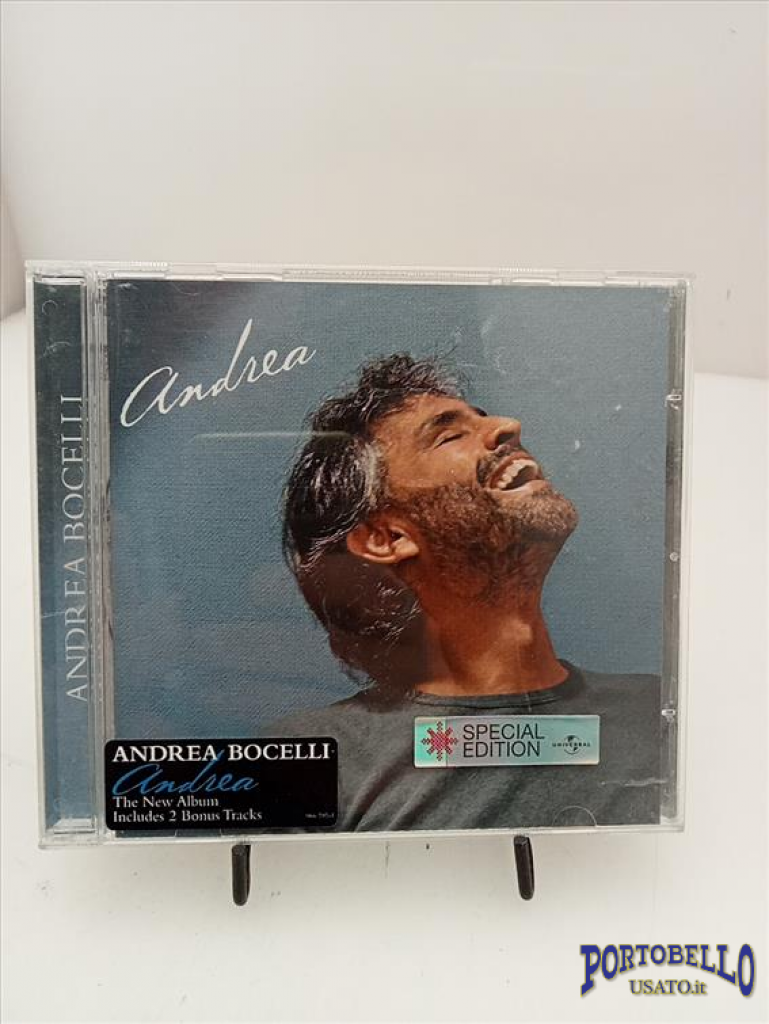 Andrea
ANDREA BOCELLI
SPECIAL
EDITION
UNIVERSAL
ANDREA BOCELLI
Andrea
The New Album
Includes 2 Bonus Tracks
PORTOBELLO
USATO.it